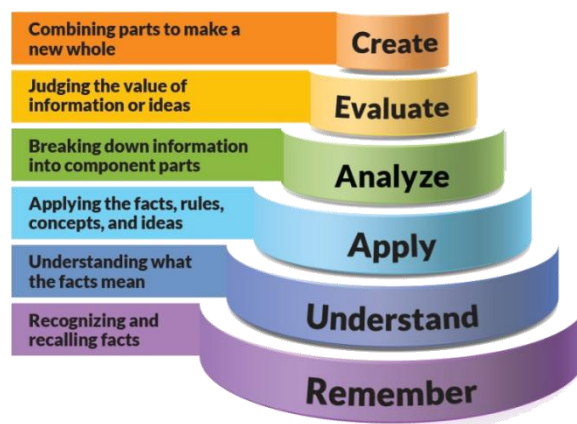 Combining parts to make a
new whole
Create
Judging the value of
information or ideas
Evaluate
Breaking down information
into component parts
Analyze
Applying the facts, rules,
concepts, and ideas
Apply
Understanding what
the facts mean
Understand
Recognizing and
recalling facts
Remember